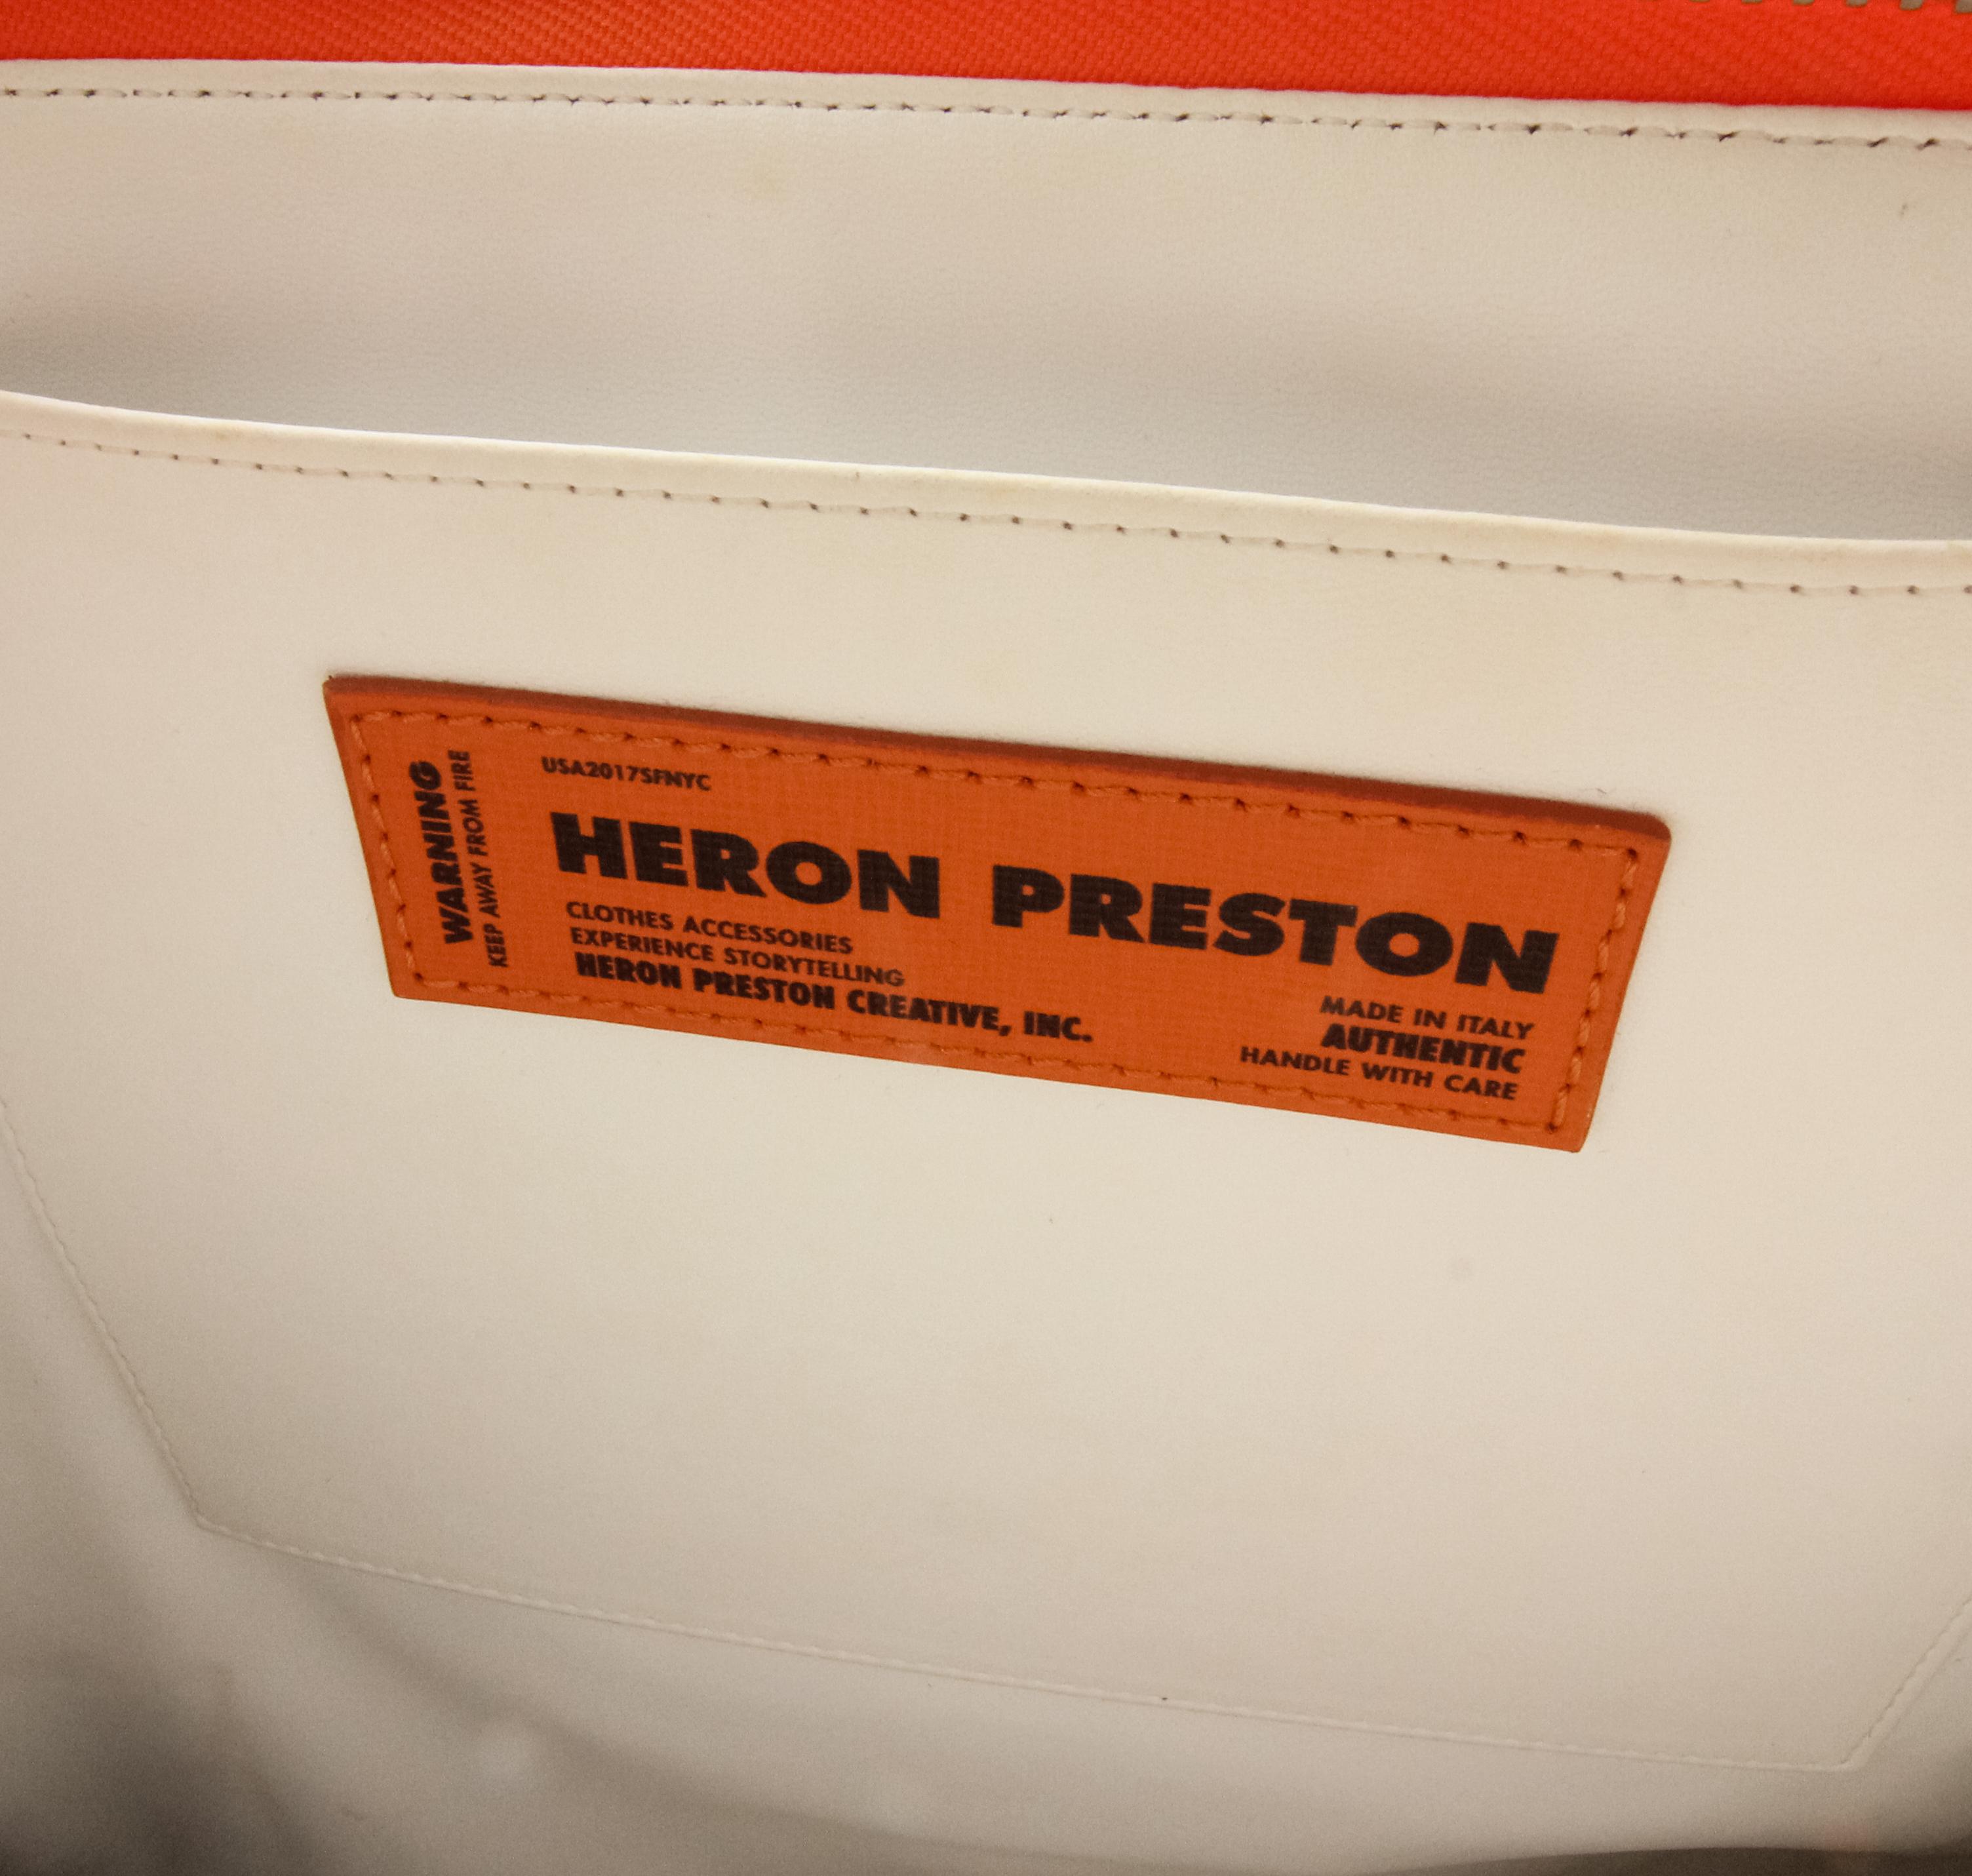 WARNING
KEEP AWAY FROM FIRE
USA2017SFNYC
HERON PRESTON
CLOTHES ACCESSORIES
EXPERIENCE STORYTELLING
HERON PRESTON CREATIVE, INC.
MADE IN ITALY
AUTHENTIC
HANDLE WITH CARE